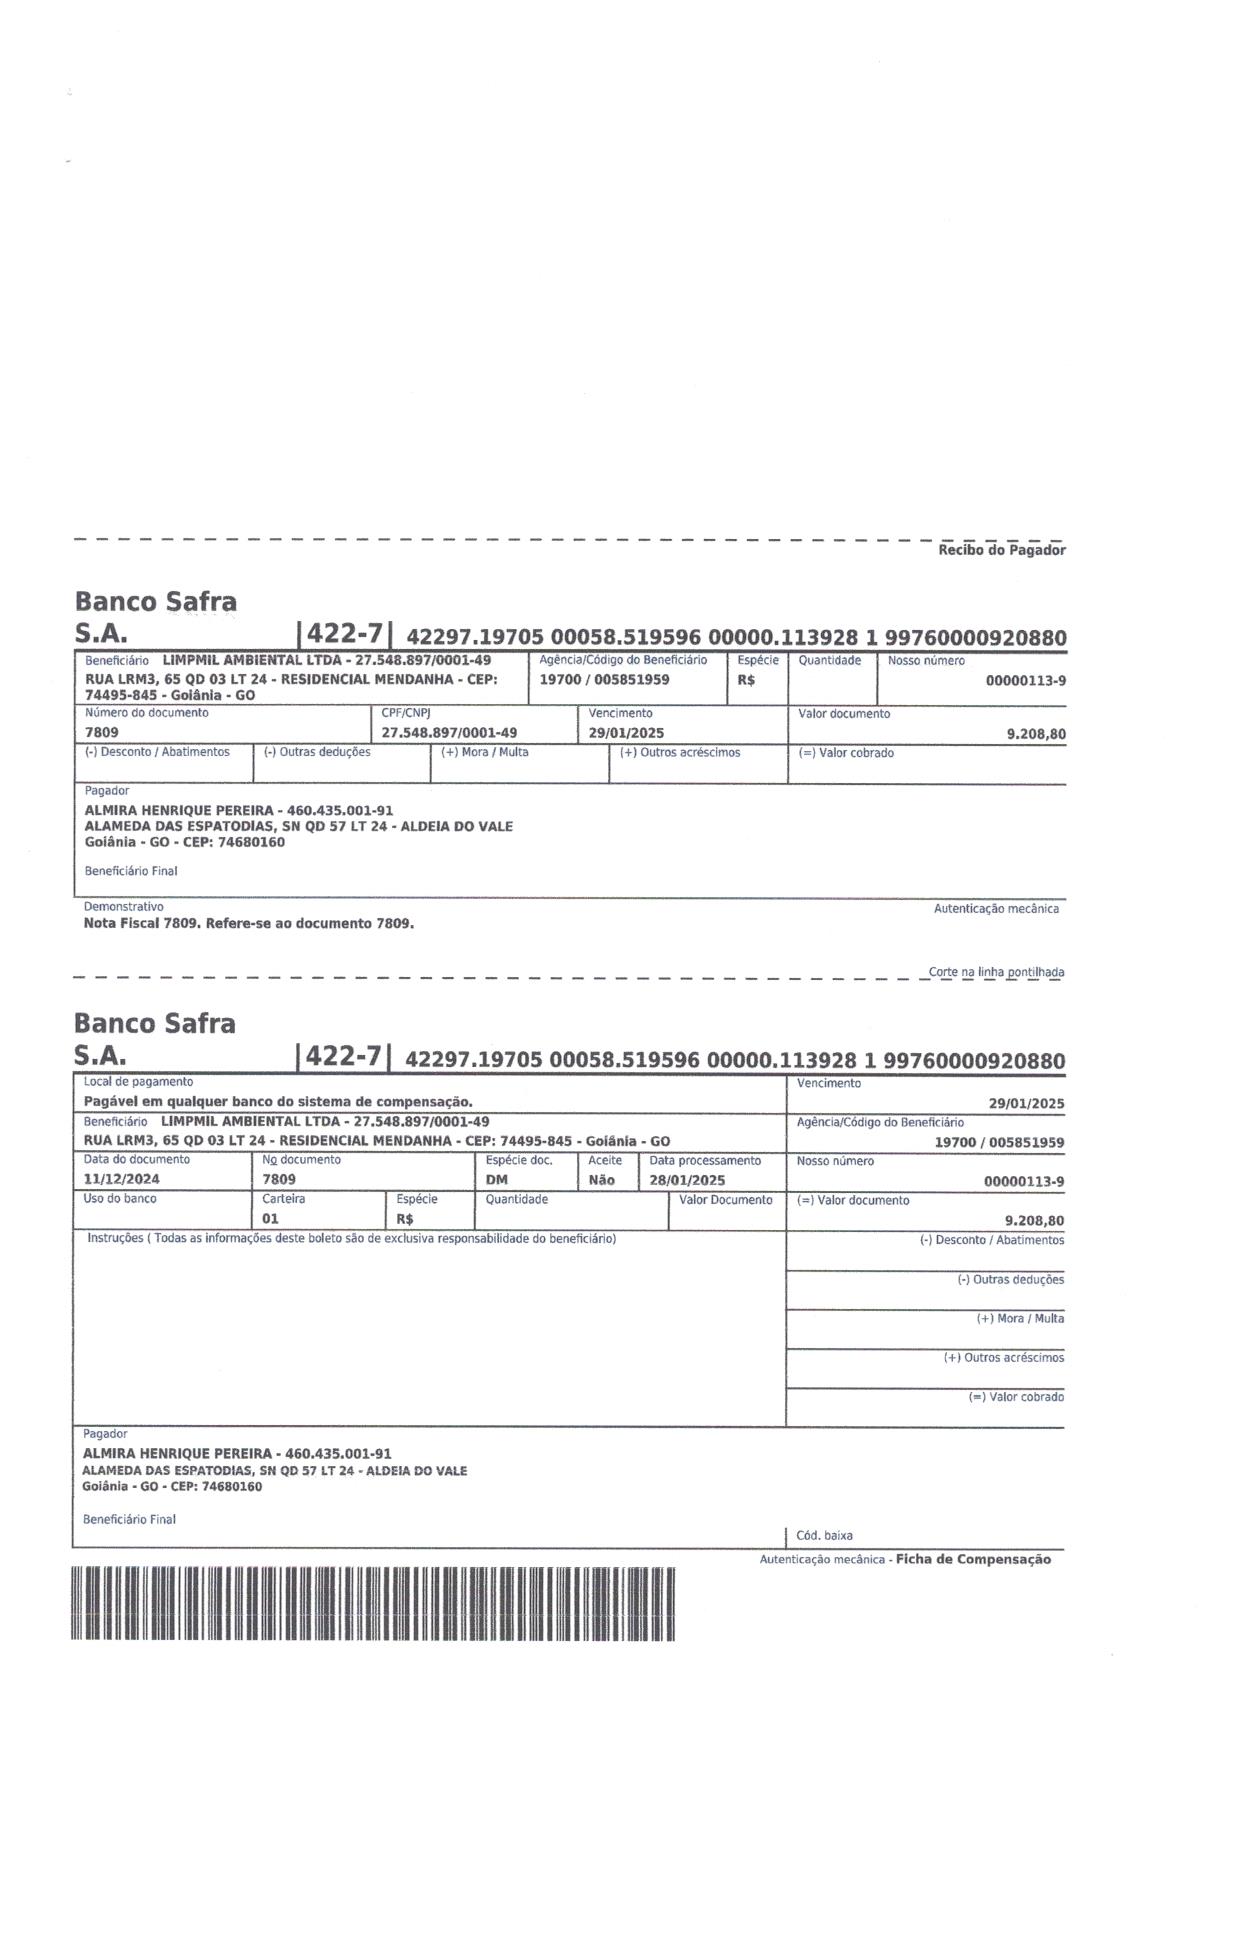 Recibo do Pagador
Banco Safra
S.A. |422-7| 42297.19705 00058.519596 00000.113928 1 99760000920880
Beneficiário LIMPMIL AMBIENTAL LTDA - 27.548.897/0001-49 Agência/Código do Beneficiário Espécie Quantidade Nosso número
RUA LRM3, 65 QD 03 LT 24 - RESIDENCIAL MENDANHA - CEP: 19700 / 005851959 R$ 00000113-9
74495-845 - Goiânia - GO
Número do documento CPF/CNPJ Vencimento Valor documento
7809 27.548.897/0001-49 29/01/2025 9.208,80
(-) Desconto / Abatimentos (-) Outras deduções (+) Mora / Multa (+) Outros acréscimos (=) Valor cobrado
Pagador
ALMIRA HENRIQUE PEREIRA - 460.435.001-91
ALAMEDA DAS ESPATODIAS, SN QD 57 LT 24 - ALDEIA DO VALE
Goiânia - GO - CEP: 74680160
Beneficiário Final
Demonstrativo Autenticação mecânica
Nota Fiscal 7809. Refere-se ao documento 7809.
Corte na linha pontilhada
Banco Safra
S.A. |422-7| 42297.19705 00058.519596 00000.113928 1 99760000920880
Local de pagamento Vencimento
Pagável em qualquer banco do sistema de compensação. 29/01/2025
Beneficiário LIMPMIL AMBIENTAL LTDA - 27.548.897/0001-49 Agência/Código do Beneficiário
RUA LRM3, 65 QD 03 LT 24 - RESIDENCIAL MENDANHA - CEP: 74495-845 - Goiânia - GO 19700 / 005851959
Data do documento Nº documento Espécie doc. Aceite Data processamento Nosso número
11/12/2024 7809 DM Não 28/01/2025 00000113-9
Uso do banco Carteira Espécie Quantidade Valor Documento (=) Valor documento
01 R$ 9.208,80
Instruções ( Todas as informações deste boleto são de exclusiva responsabilidade do beneficiário) (-) Desconto / Abatimentos
(-) Outras deduções
(+) Mora / Multa
(+) Outros acréscimos
(=) Valor cobrado
Pagador
ALMIRA HENRIQUE PEREIRA - 460.435.001-91
ALAMEDA DAS ESPATODIAS, SN QD 57 LT 24 - ALDEIA DO VALE
Goiânia - GO - CEP: 74680160
Beneficiário Final
Cód. baixa
Autenticação mecânica - Ficha de Compensação